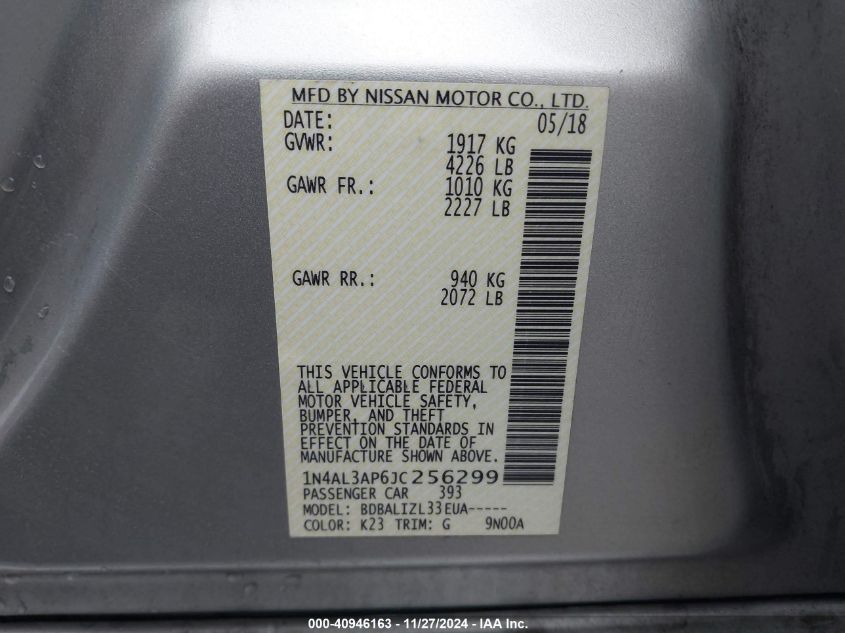 MFD BY NISSAN MOTOR CO., LTD.
DATE: 05/18
GVWR: 1917 KG
4226 LB
GAWR FR.: 1010 KG
2227 LB
GAWR RR.: 940 KG
2072 LB
THIS VEHICLE CONFORMS TO
ALL APPLICABLE FEDERAL
MOTOR VEHICLE SAFETY,
BUMPER, AND THEFT
PREVENTION STANDARDS IN
EFFECT ON THE DATE OF
MANUFACTURE SHOWN ABOVE.
1N4AL3AP6JC256299
PASSENGER CAR 393
MODEL: BDBALIZL33EUA-----
COLOR: K23 TRIM: G 9N00A
000-40946163 - 11/27/2024 - IAA Inc.